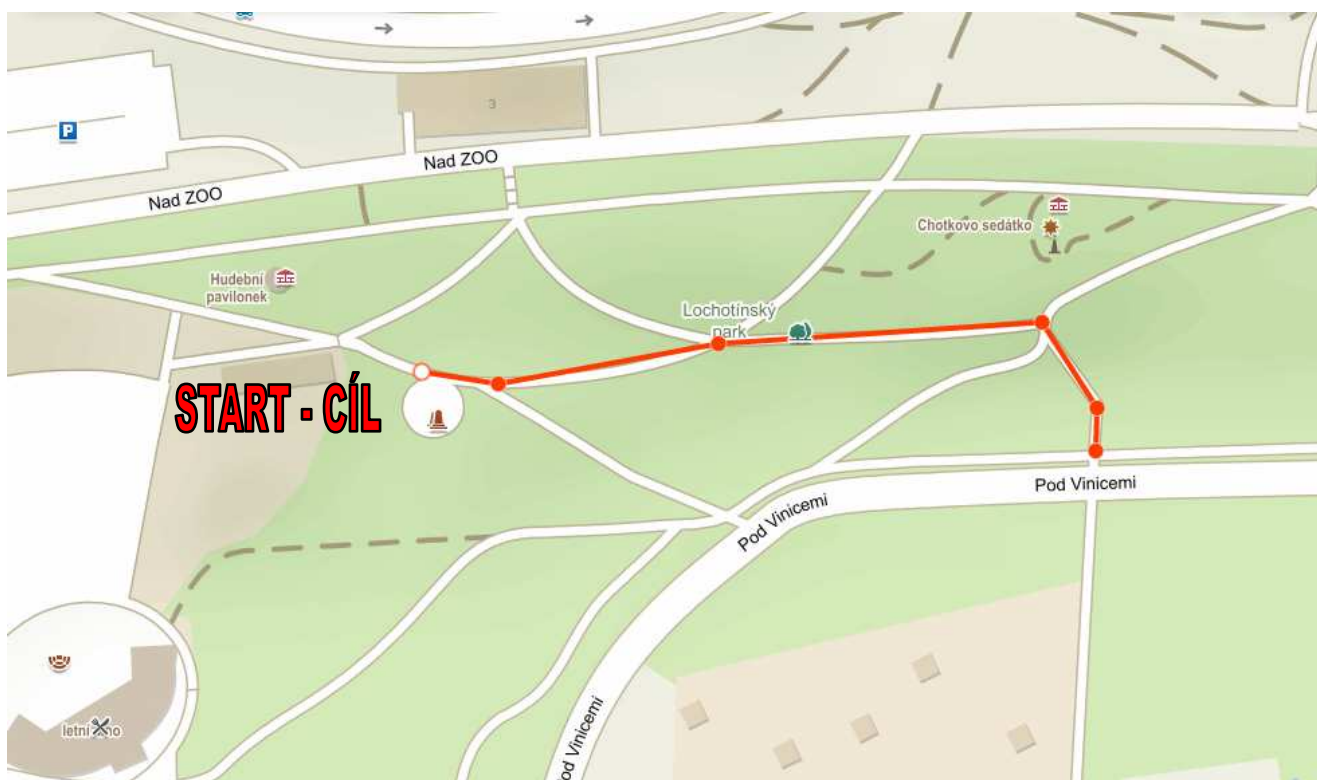 3
P
Nad ZOO
Nad ZOO
Chotkovo sedátko
Hudební
pavilonek
Lochotínský
park
START - CÍL
Pod Vinicemi
Pod Vinicemi
Pod Vinicemi
letní